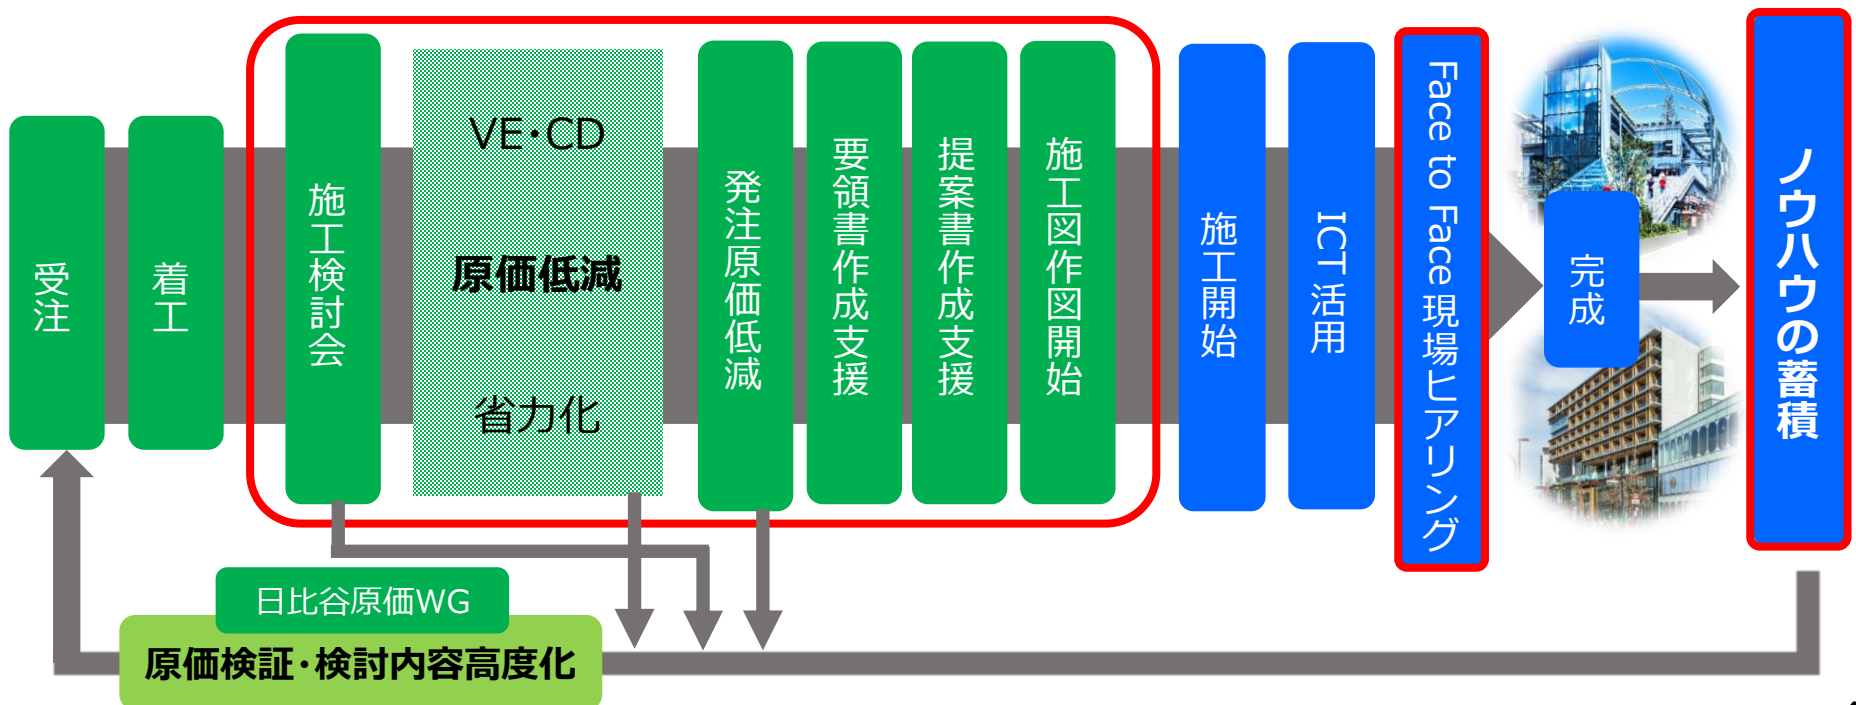 受注
着工
施工検討会
VE･CD
原価低減
省力化
発注原価低減
要領書作成支援
提案書作成支援
施工図作図開始
施工開始
ICT 活用
Face to Face 現場ヒアリング
完成
ノウハウの蓄積
日比谷原価WG
原価検証･検討内容高度化